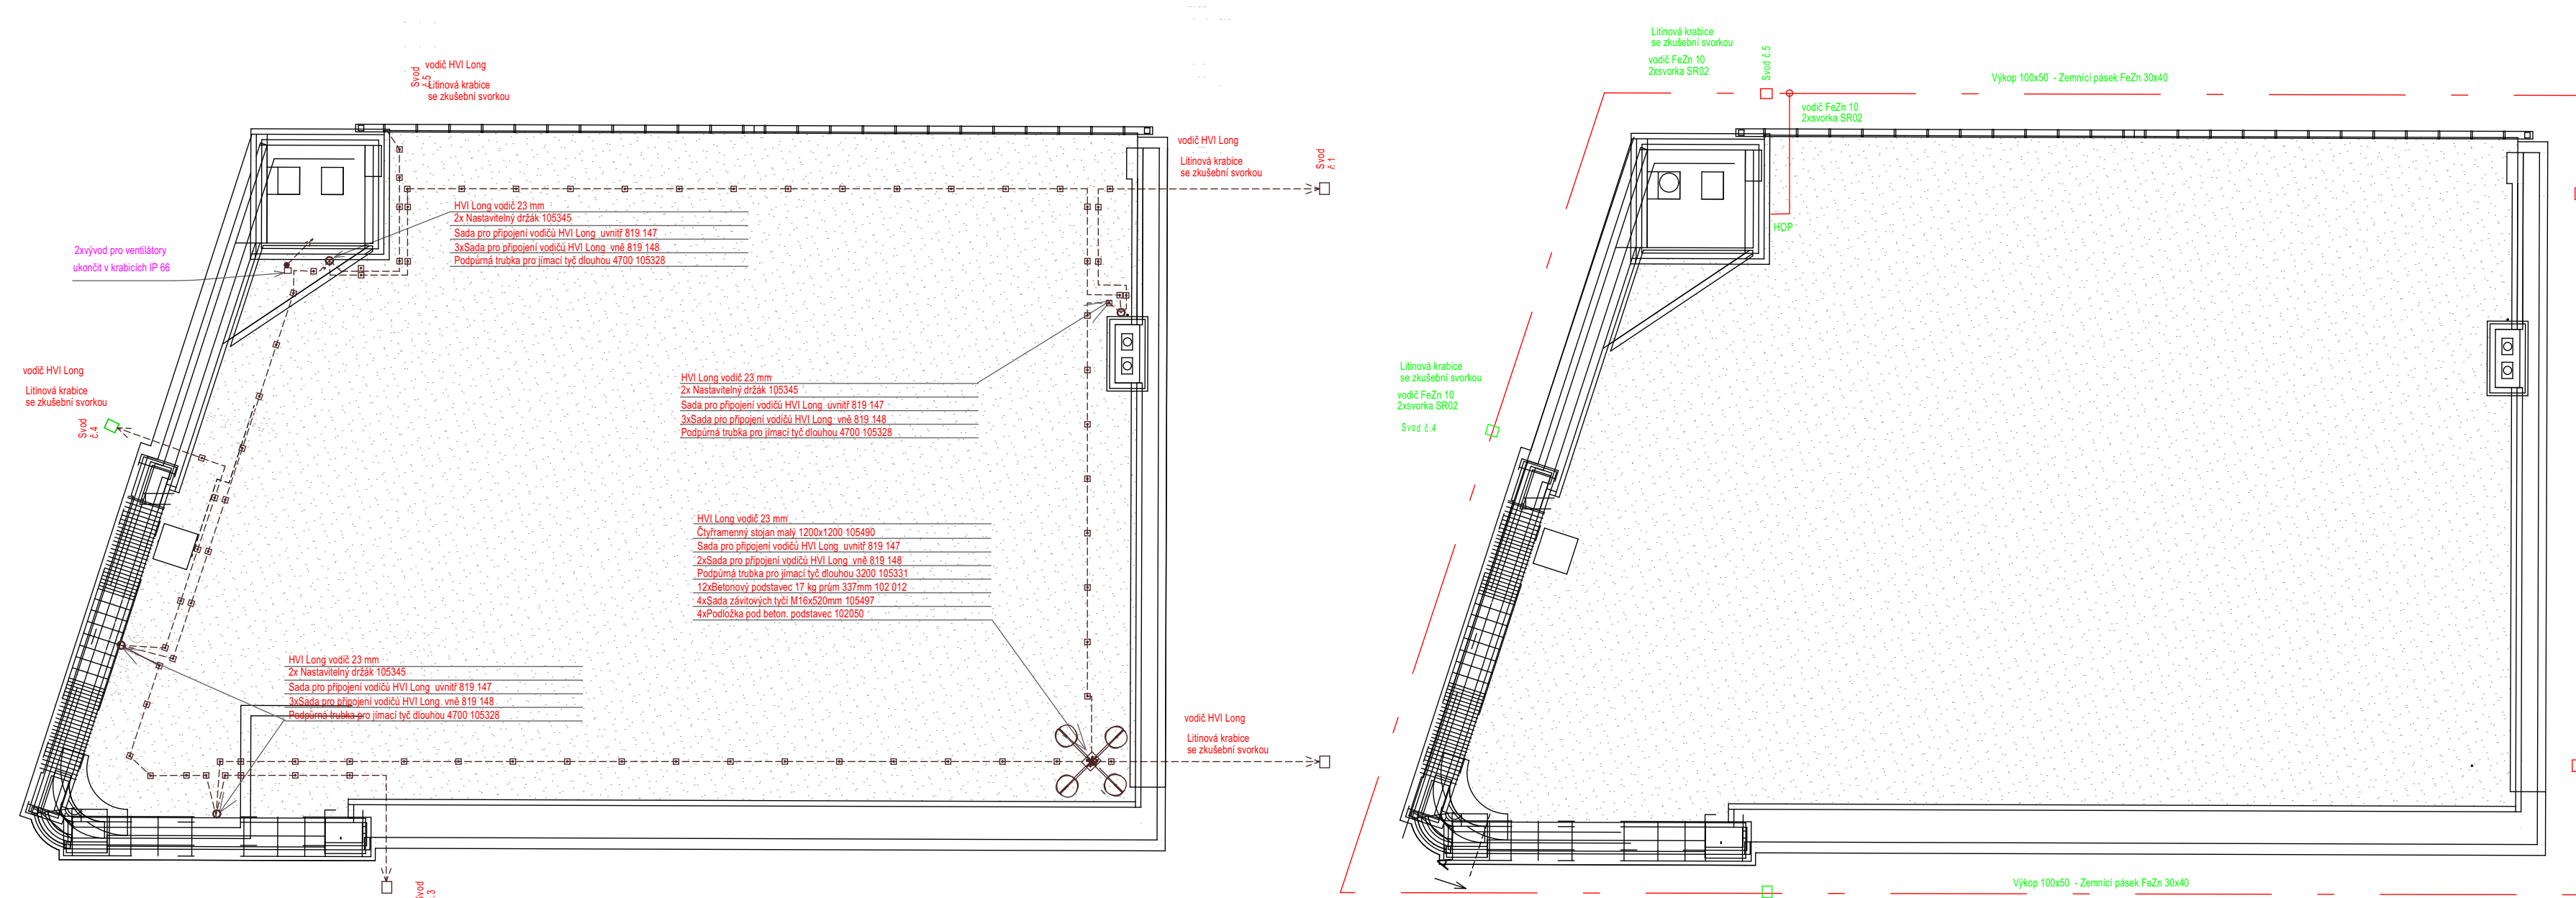 vodič HVI Long
Svod
č.5
Litinová krabice
se zkušební svorkou
vodič HVI Long
Litinová krabice
se zkušební svorkou
Svod
č.1
HVI Long vodič 23 mm
2x Nastavitelný držák 105345
Sada pro připojení vodičů HVI Long uvnitř 819 147
3xSada pro připojení vodičů HVI Long vně 819 148
Podpůrná trubka pro jímací tyč dlouhou 4700 105328
2xvývod pro ventilátory
ukončit v krabicích IP 66
vodič HVI Long
Litinová krabice
se zkušební svorkou
Svod
č.4
HVI Long vodič 23 mm
2x Nastavitelný držák 105345
Sada pro připojení vodičů HVI Long uvnitř 819 147
3xSada pro připojení vodičů HVI Long vně 819 148
Podpůrná trubka pro jímací tyč dlouhou 4700 105328
HVI Long vodič 23 mm
Čtyřramenný stojan malý 1200x1200 105490
Sada pro připojení vodičů HVI Long uvnitř 819 147
2xSada pro připojení vodičů HVI Long vně 819 148
Podpůrná trubka pro jímací tyč dlouhou 3200 105331
12xBetonový podstavec 17 kg prům 337mm 102 012
4xSada závitových tyčí M16x520mm 105497
4xPodložka pod beton. podstavec 102050
HVI Long vodič 23 mm
2x Nastavitelný držák 105345
Sada pro připojení vodičů HVI Long uvnitř 819 147
3xSada pro připojení vodičů HVI Long vně 819 148
Podpůrná trubka pro jímací tyč dlouhou 4700 105328
vodič HVI Long
Litinová krabice
se zkušební svorkou
Svod
Litinová krabice
se zkušební svorkou
vodič FeZn 10
2xsvorka SR02
Svod č.5
Výkop 100x50 - Zemnící pásek FeZn 30x40
vodič FeZn 10
2xsvorka SR02
HOP
Litinová krabice
se zkušební svorkou
vodič FeZn 10
2xsvorka SR02
Svod č.4
Výkop 100x50 - Zemnící pásek FeZn 30x40